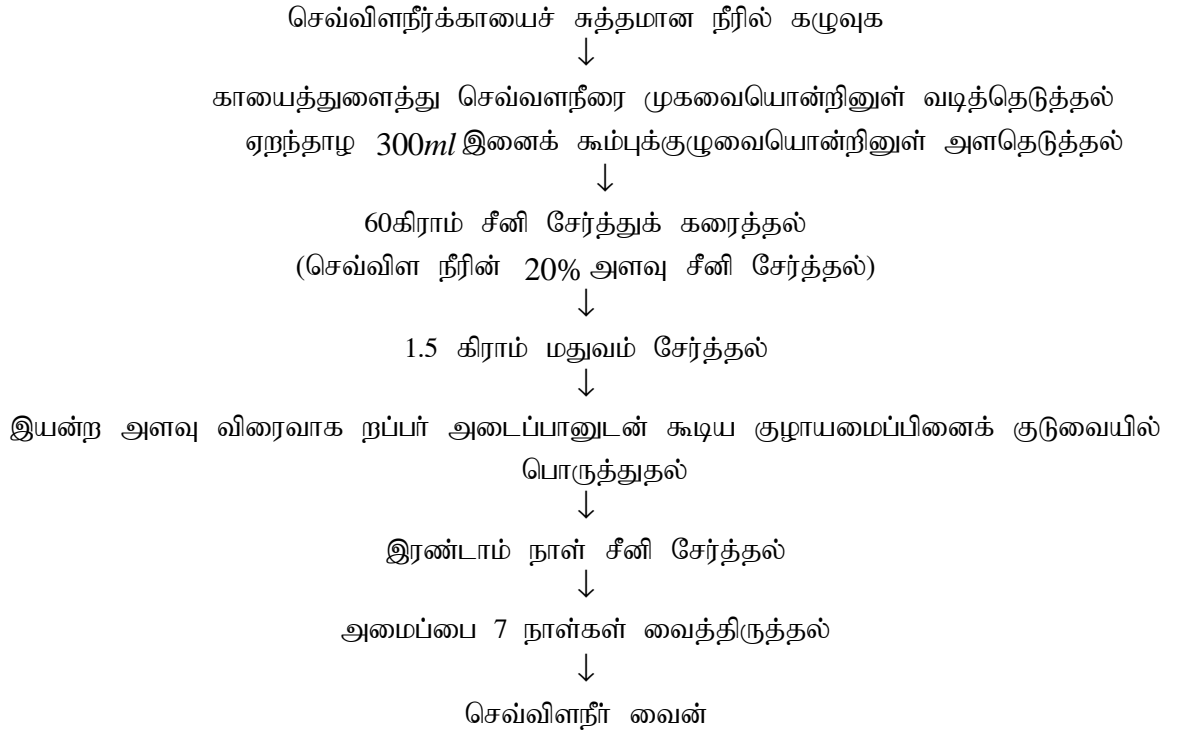 செவ்விளநீர்க்காயைச் சுத்தமான நீரில் கழுவுக
↓
காயைத்துளைத்து செவ்வளநீரை முகவையொன்றினுள் வடித்தெடுத்தல்
ஏறந்தாழ 300ml இனைக் கூம்புக்குழுவையொன்றினுள் அளதெடுத்தல்
↓
60கிராம் சீனி சேர்த்துக் கரைத்தல்
(செவ்விள நீரின் 20% அளவு சீனி சேர்த்தல்)
↓
1.5 கிராம் மதுவம் சேர்த்தல்
↓
இயன்ற அளவு விரைவாக றப்பர் அடைப்பானுடன் கூடிய குழாயமைப்பினைக் குடுவையில்
பொருத்துதல்
↓
இரண்டாம் நாள் சீனி சேர்த்தல்
↓
அமைப்பை 7 நாள்கள் வைத்திருத்தல்
↓
செவ்விளநீர் வைன்